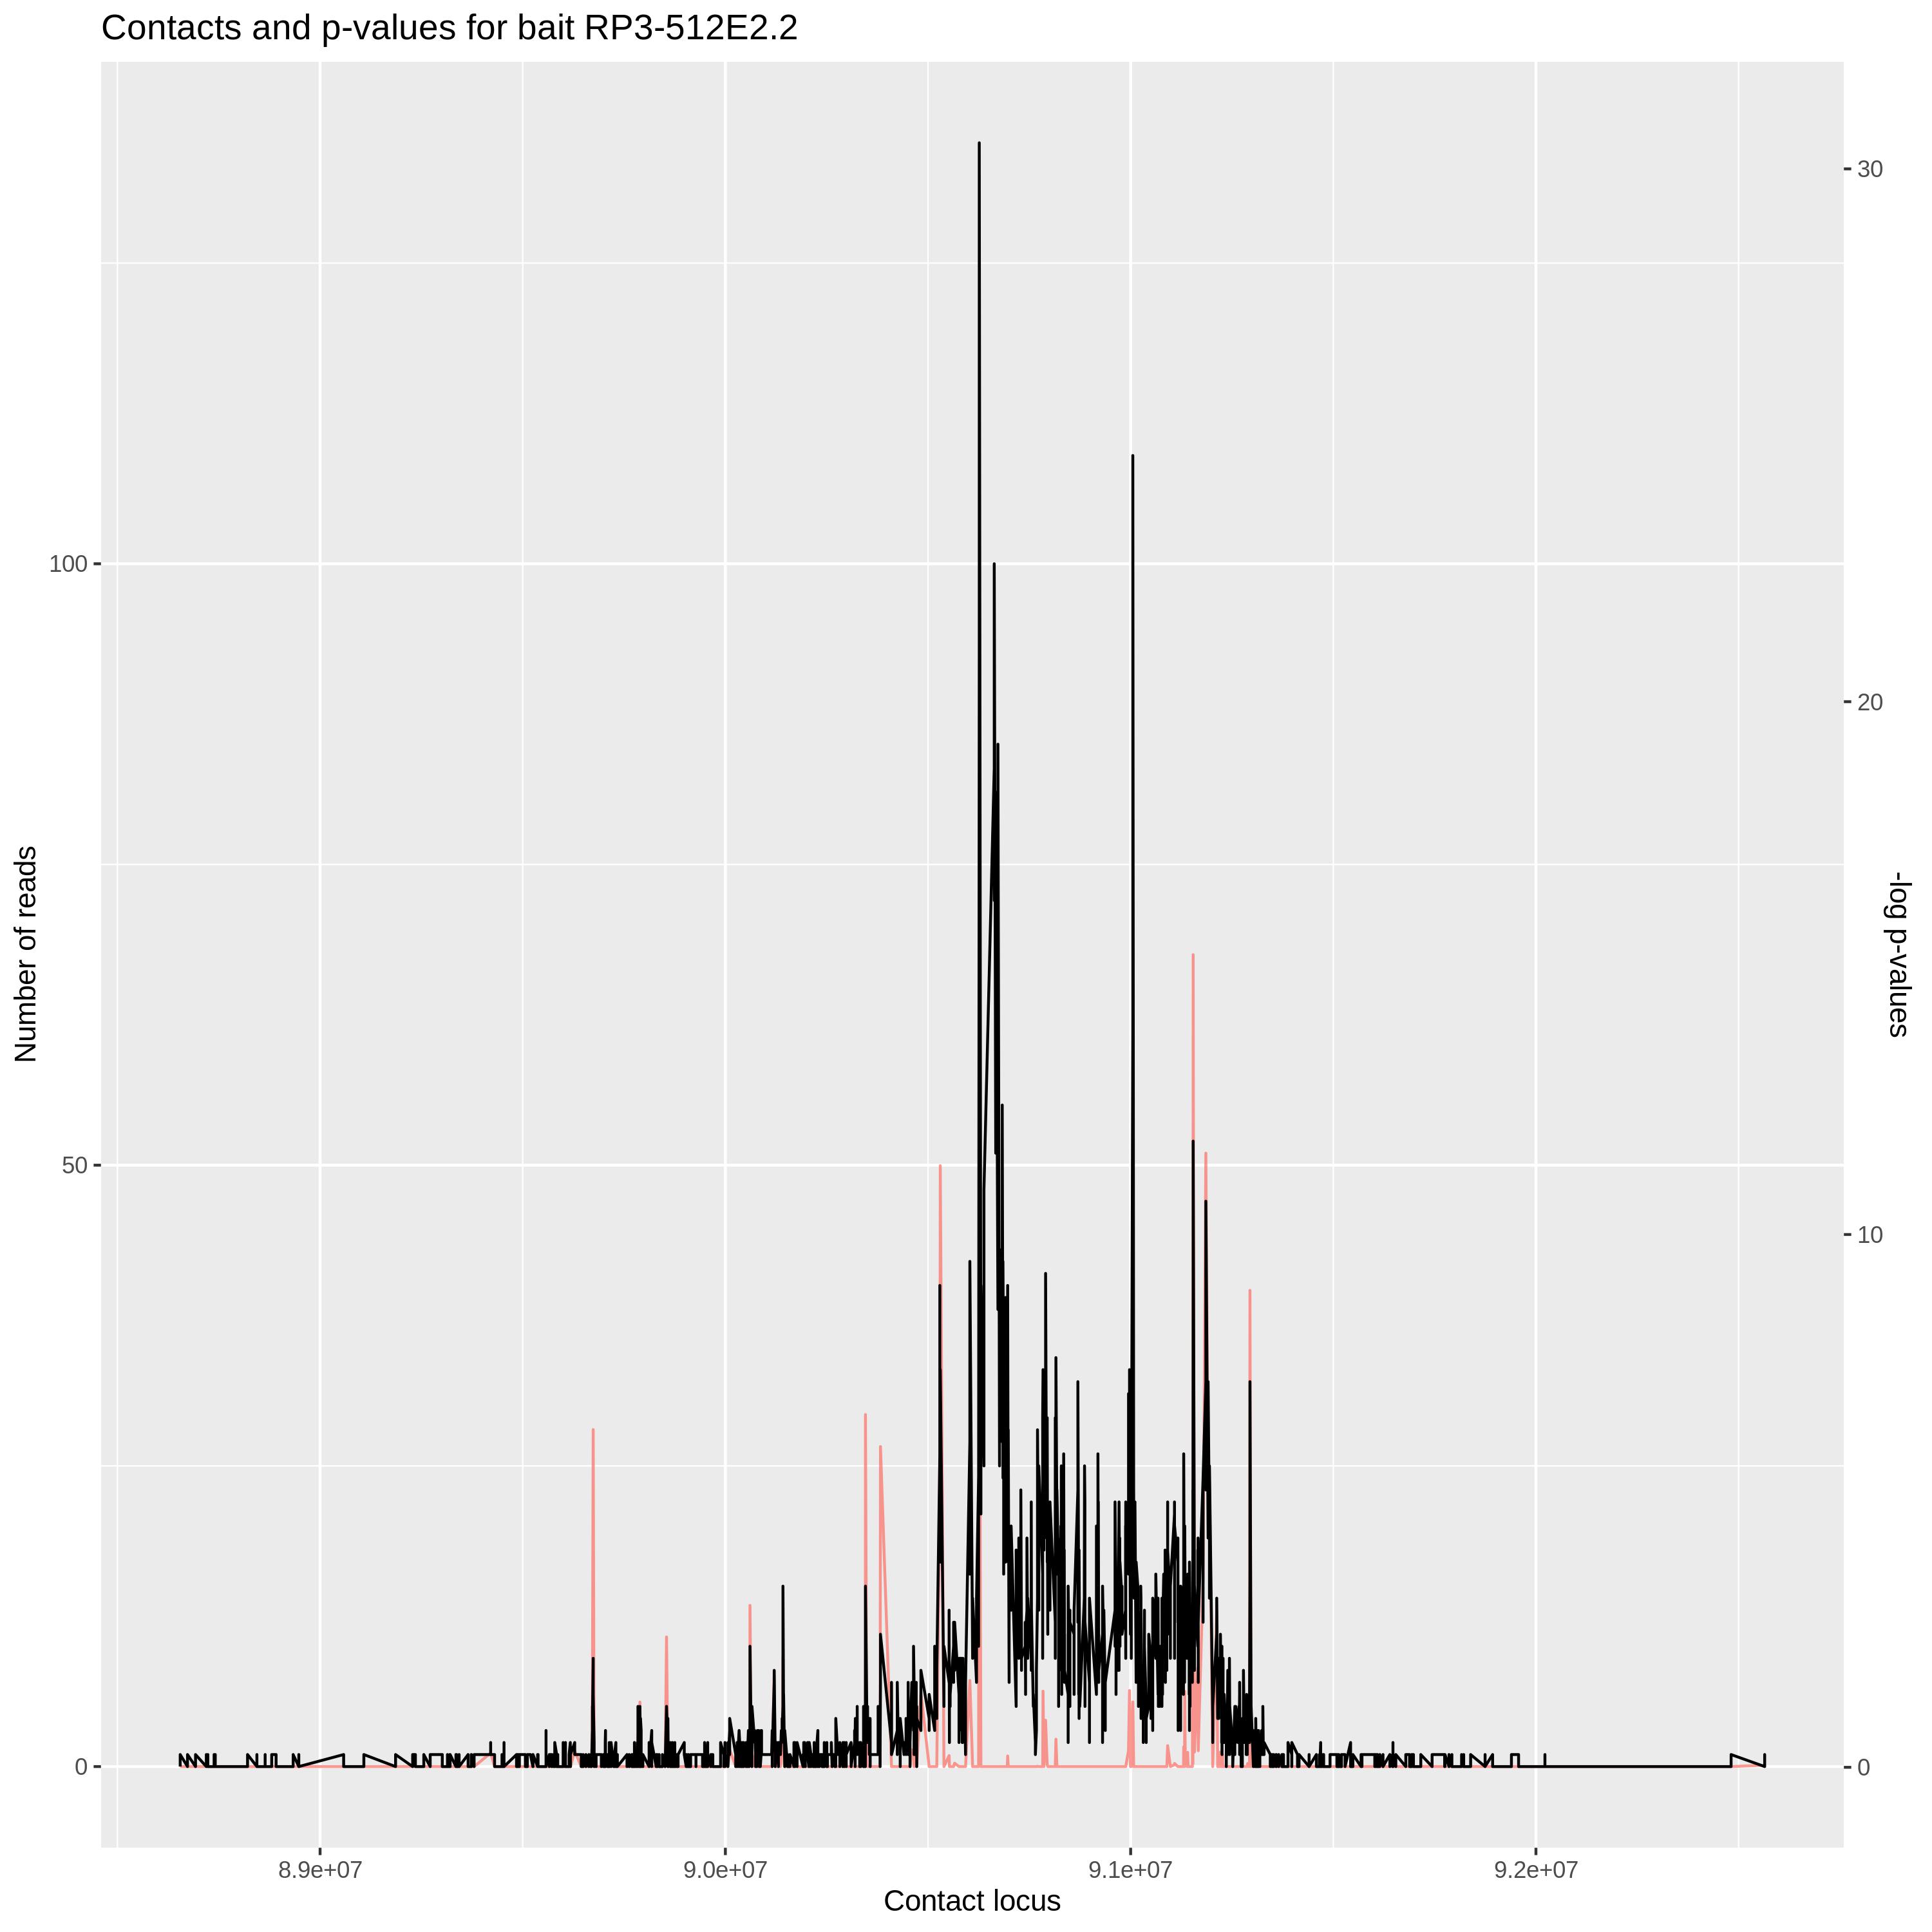 Contacts and p-values for bait RP3-512E2.2
Number of reads
100
50
0
30
20
10
0
-log p-values
8.9e+07
9.0e+07
9.1e+07
9.2e+07
Contact locus